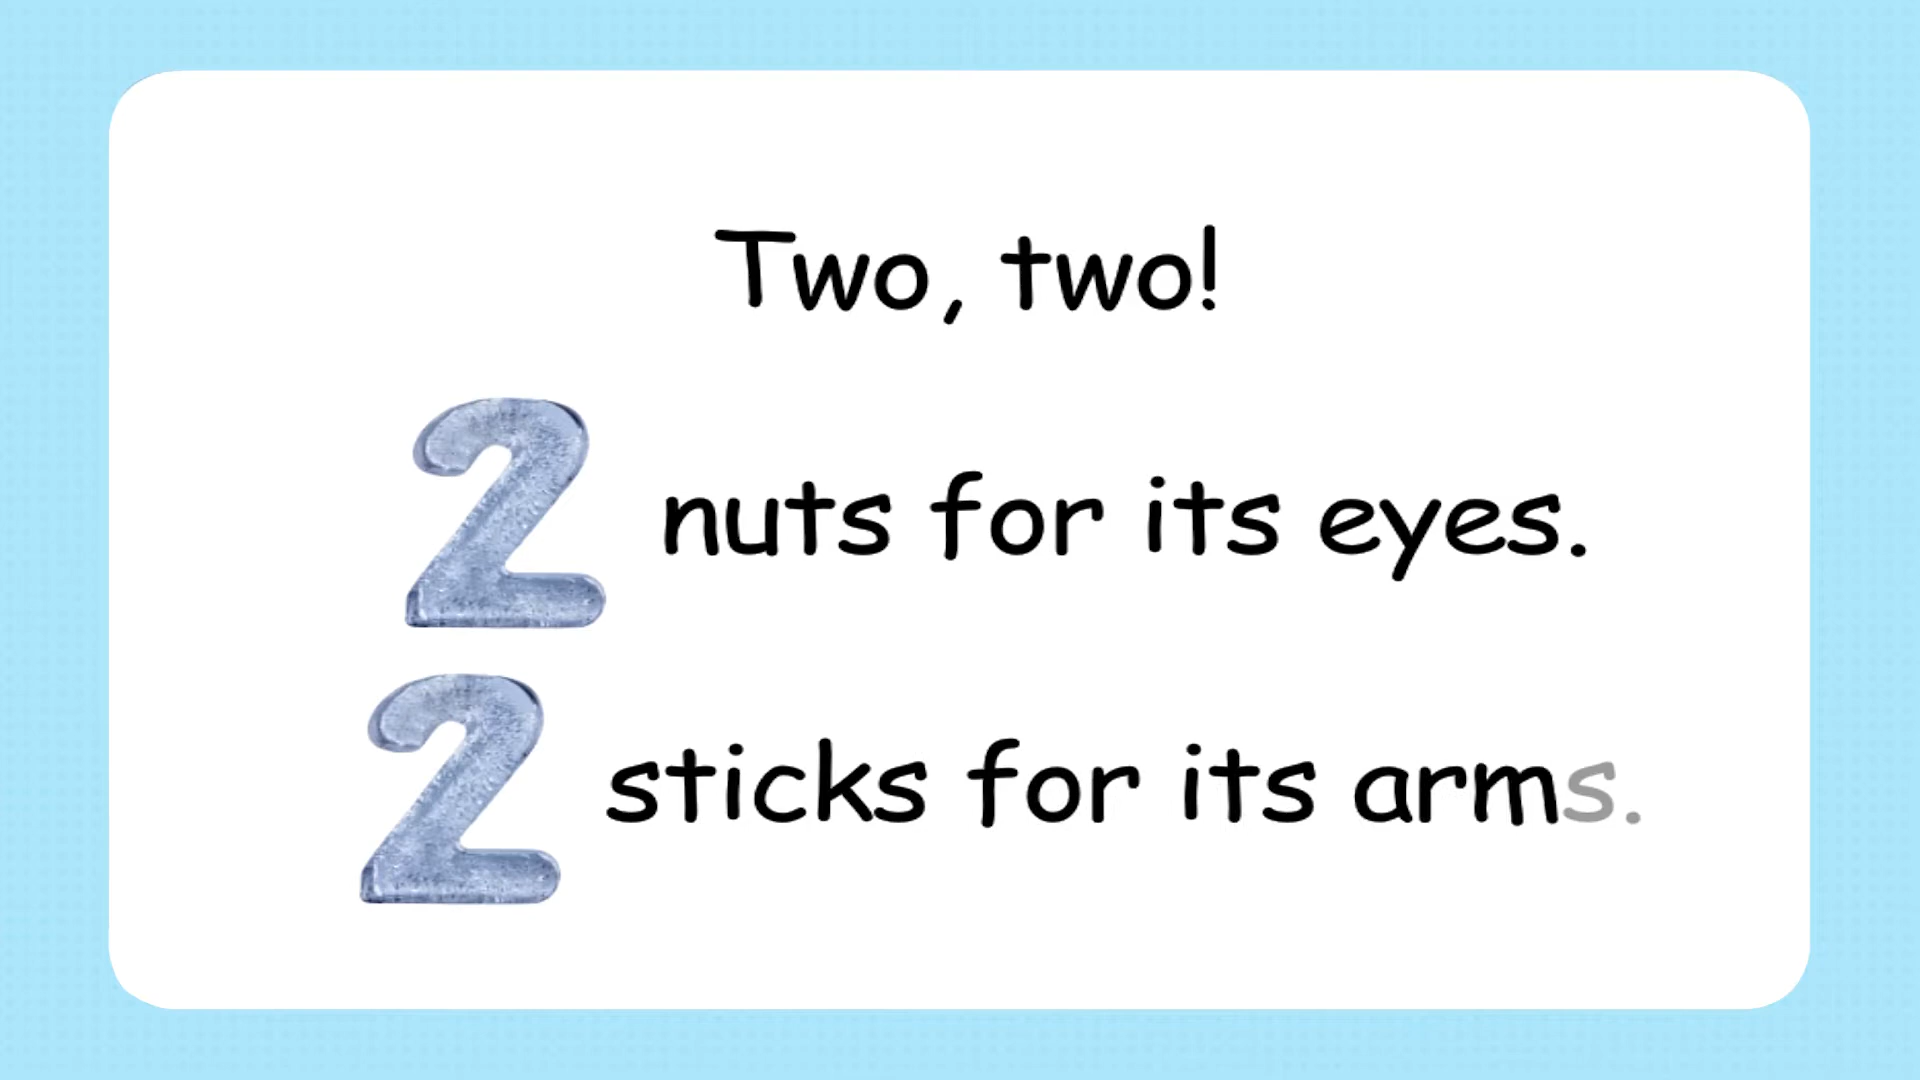 Two, two!
2 nuts for its eyes.
2 sticks for its arms.